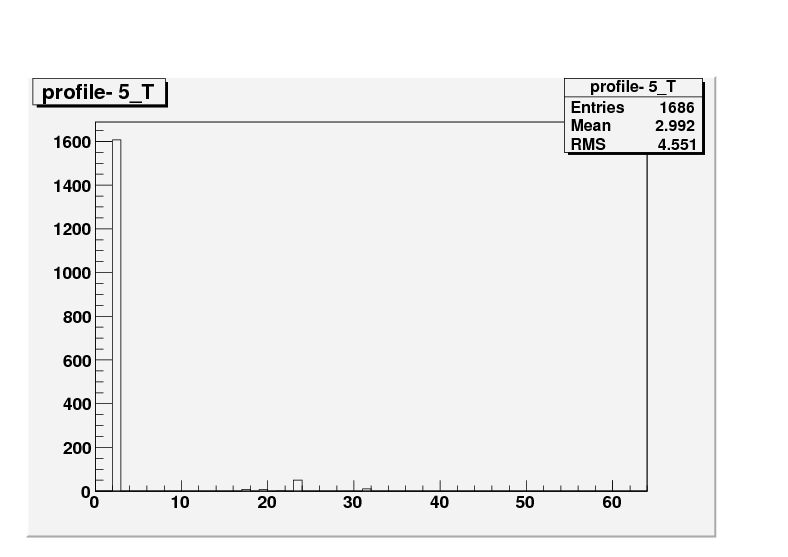 profile- 5_T
profile- 5_T
Entries 1686
Mean 2.992
RMS 4.551
1600
1400
1200
1000
800
600
400
200
0
0 10 20 30 40 50 60